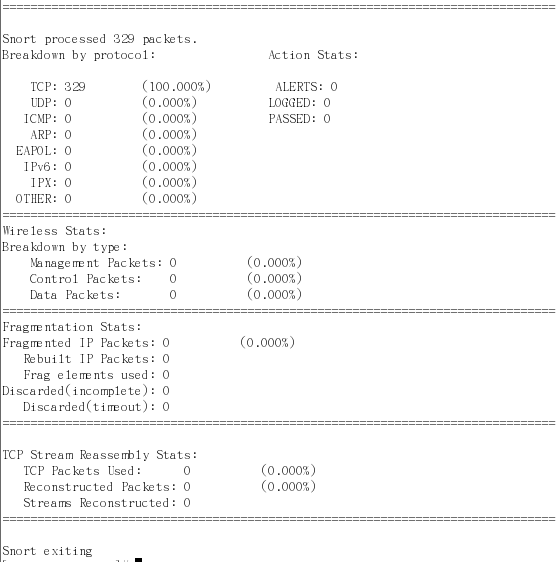 Snort processed 329 packets.
Breakdown by protocol: Action Stats:
TCP: 329 (100.000%) ALERTS: 0
UDP: 0 (0.000%) LOGGED: 0
ICMP: 0 (0.000%) PASSED: 0
ARP: 0 (0.000%)
EAPOL: 0 (0.000%)
IPv6: 0 (0.000%)
IPX: 0 (0.000%)
OTHER: 0 (0.000%)
Wireless Stats:
Breakdown by type:
Management Packets: 0 (0.000%)
Control Packets: 0 (0.000%)
Data Packets: 0 (0.000%)
Fragmentation Stats:
Fragmented IP Packets: 0 (0.000%)
Rebuilt IP Packets: 0
Frag elements used: 0
Discarded(incomplete): 0
Discarded(timeout): 0
TCP Stream Reassembly Stats:
TCP Packets Used: 0 (0.000%)
Reconstructed Packets: 0 (0.000%)
Streams Reconstructed: 0
Snort exiting